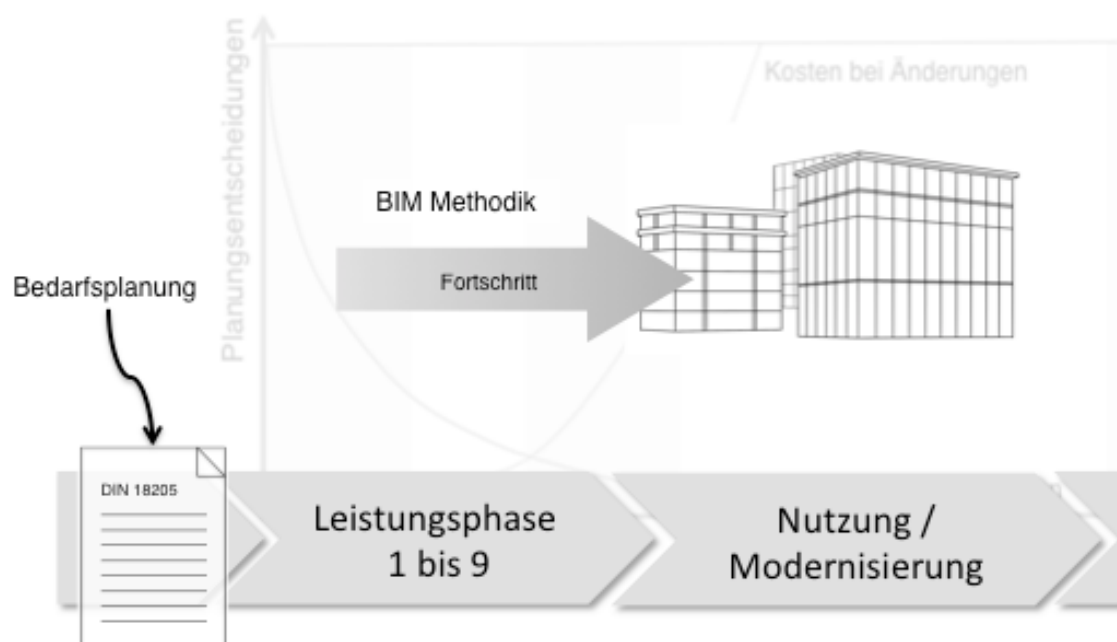 Planungsentscheidungen
Kosten bei Änderungen
BIM Methodik
Fortschritt
Bedarfsplanung
DIN 18205
Leistungsphase
1 bis 9
Nutzung /
Modernisierung